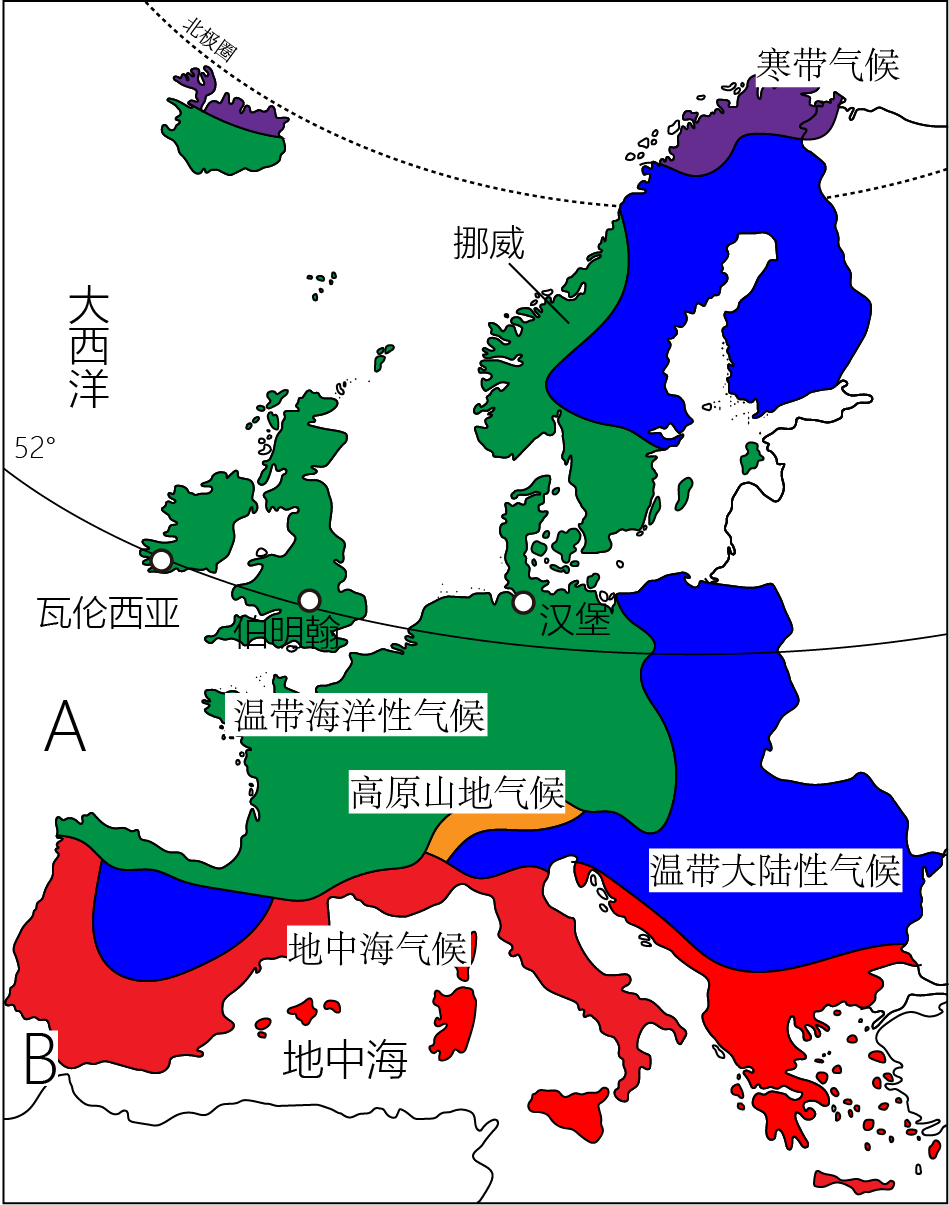 北极圈
寒带气候
挪威
大西洋
52°
瓦伦西亚
伯明翰
汉堡
A
温带海洋性气候
高原山地气候
温带大陆性气候
地中海气候
B
地中海